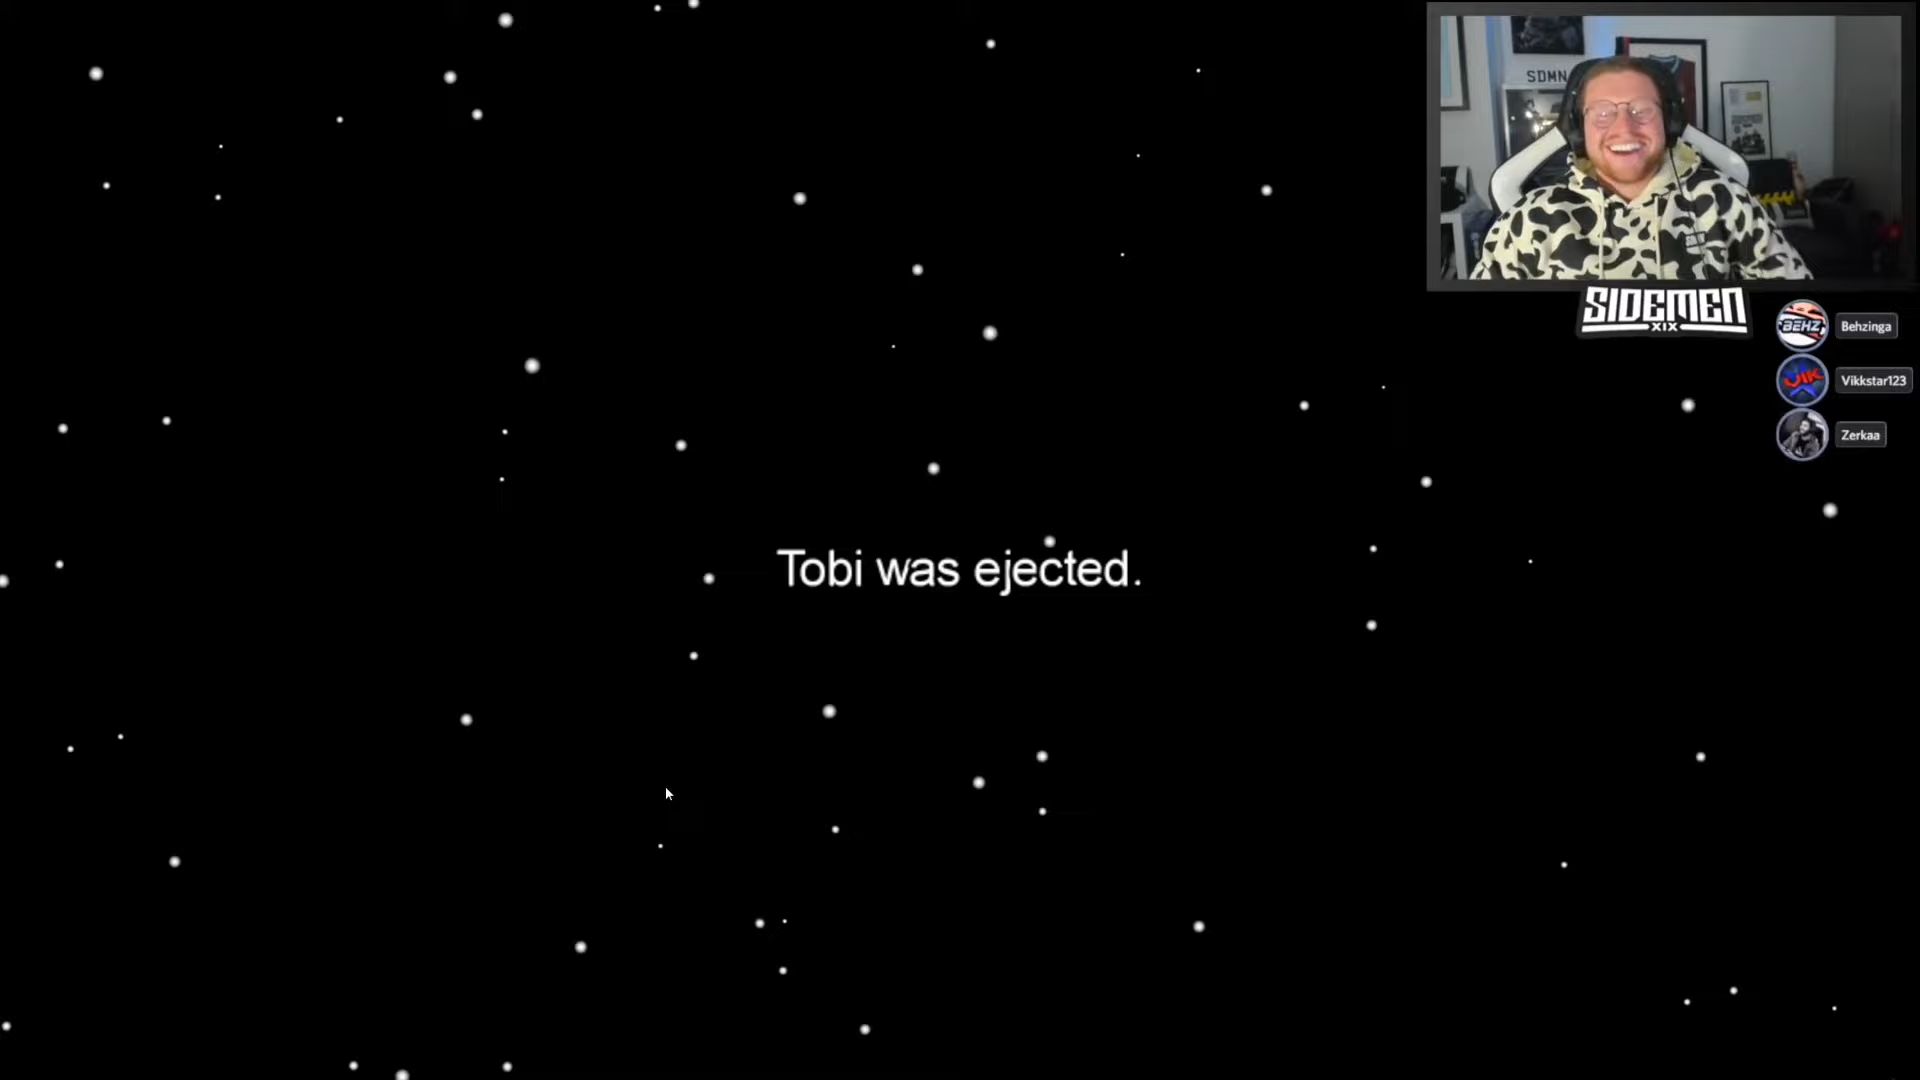 SDMN
SIDEMEN
XIX
BEHZ
Behzinga
VIK
Vikkstar123
Zerkaa
Tobi was ejected.